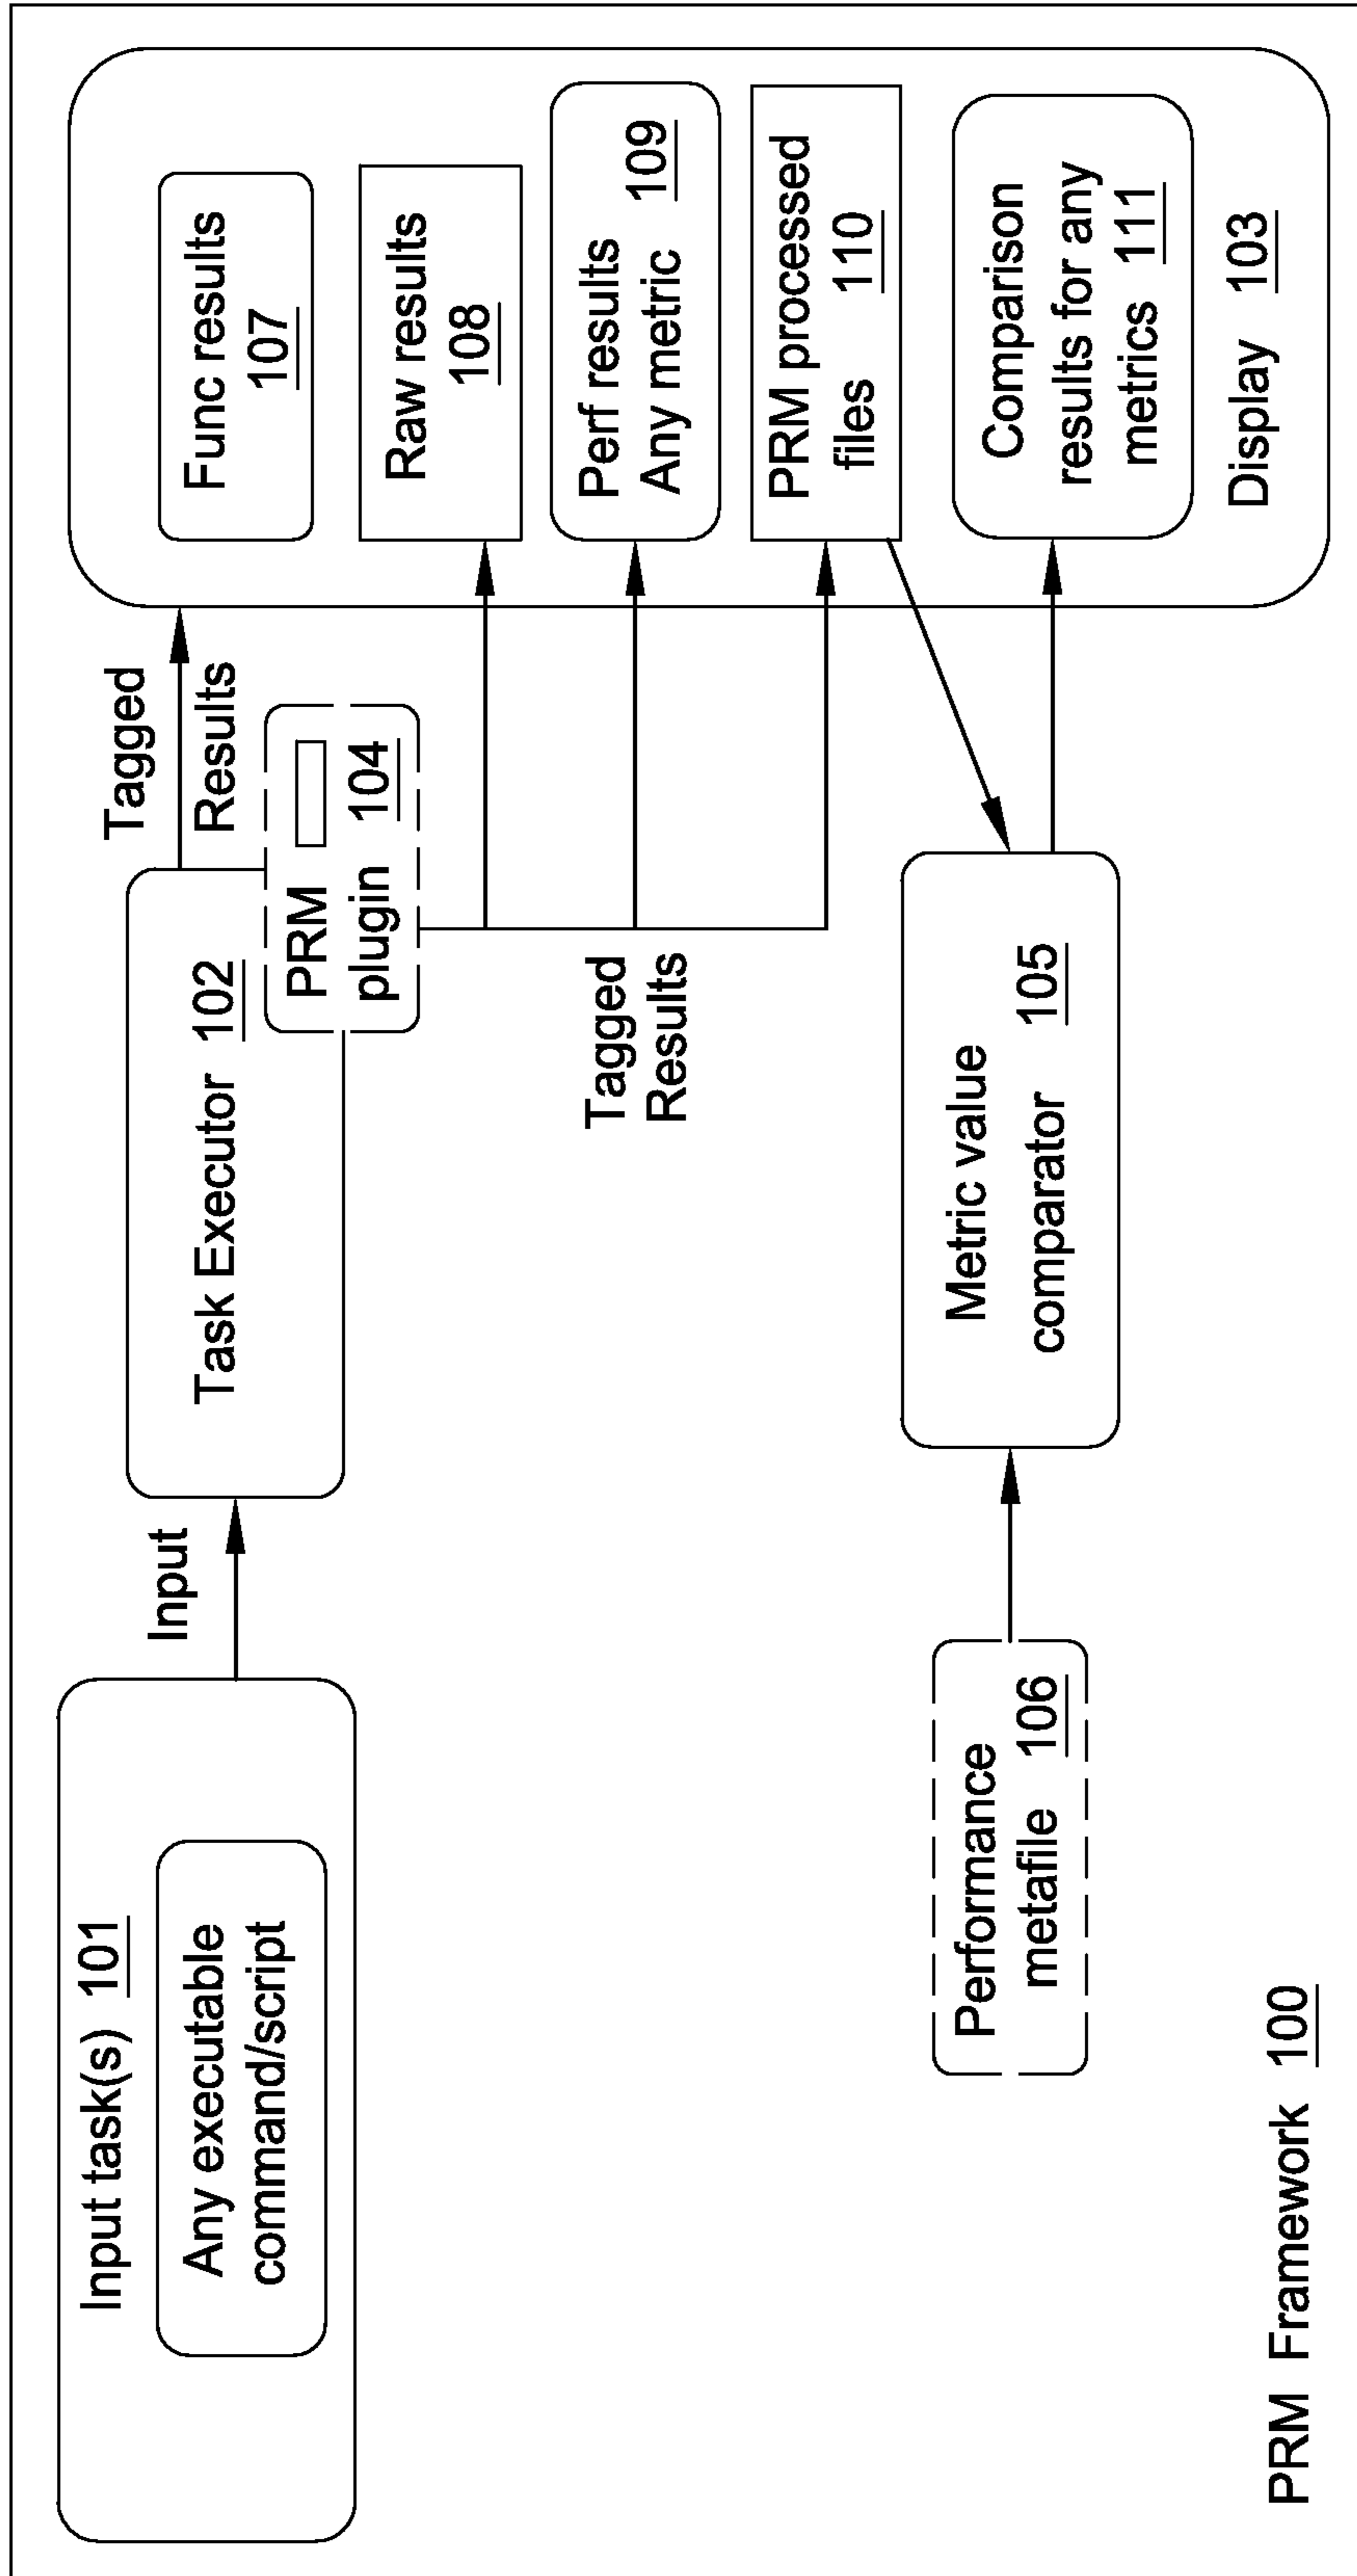 Input task(s) 101
Any executable
command/script
Input
Task Executor 102
PRM
plugin 104
Tagged
Results
Tagged
Results
Func results
107
Raw results
108
Perf results
Any metric 109
PRM processed
files 110
Comparison
results for any
metrics 111
Display 103
Performance
metafile 106
Metric value
comparator 105
PRM Framework 100